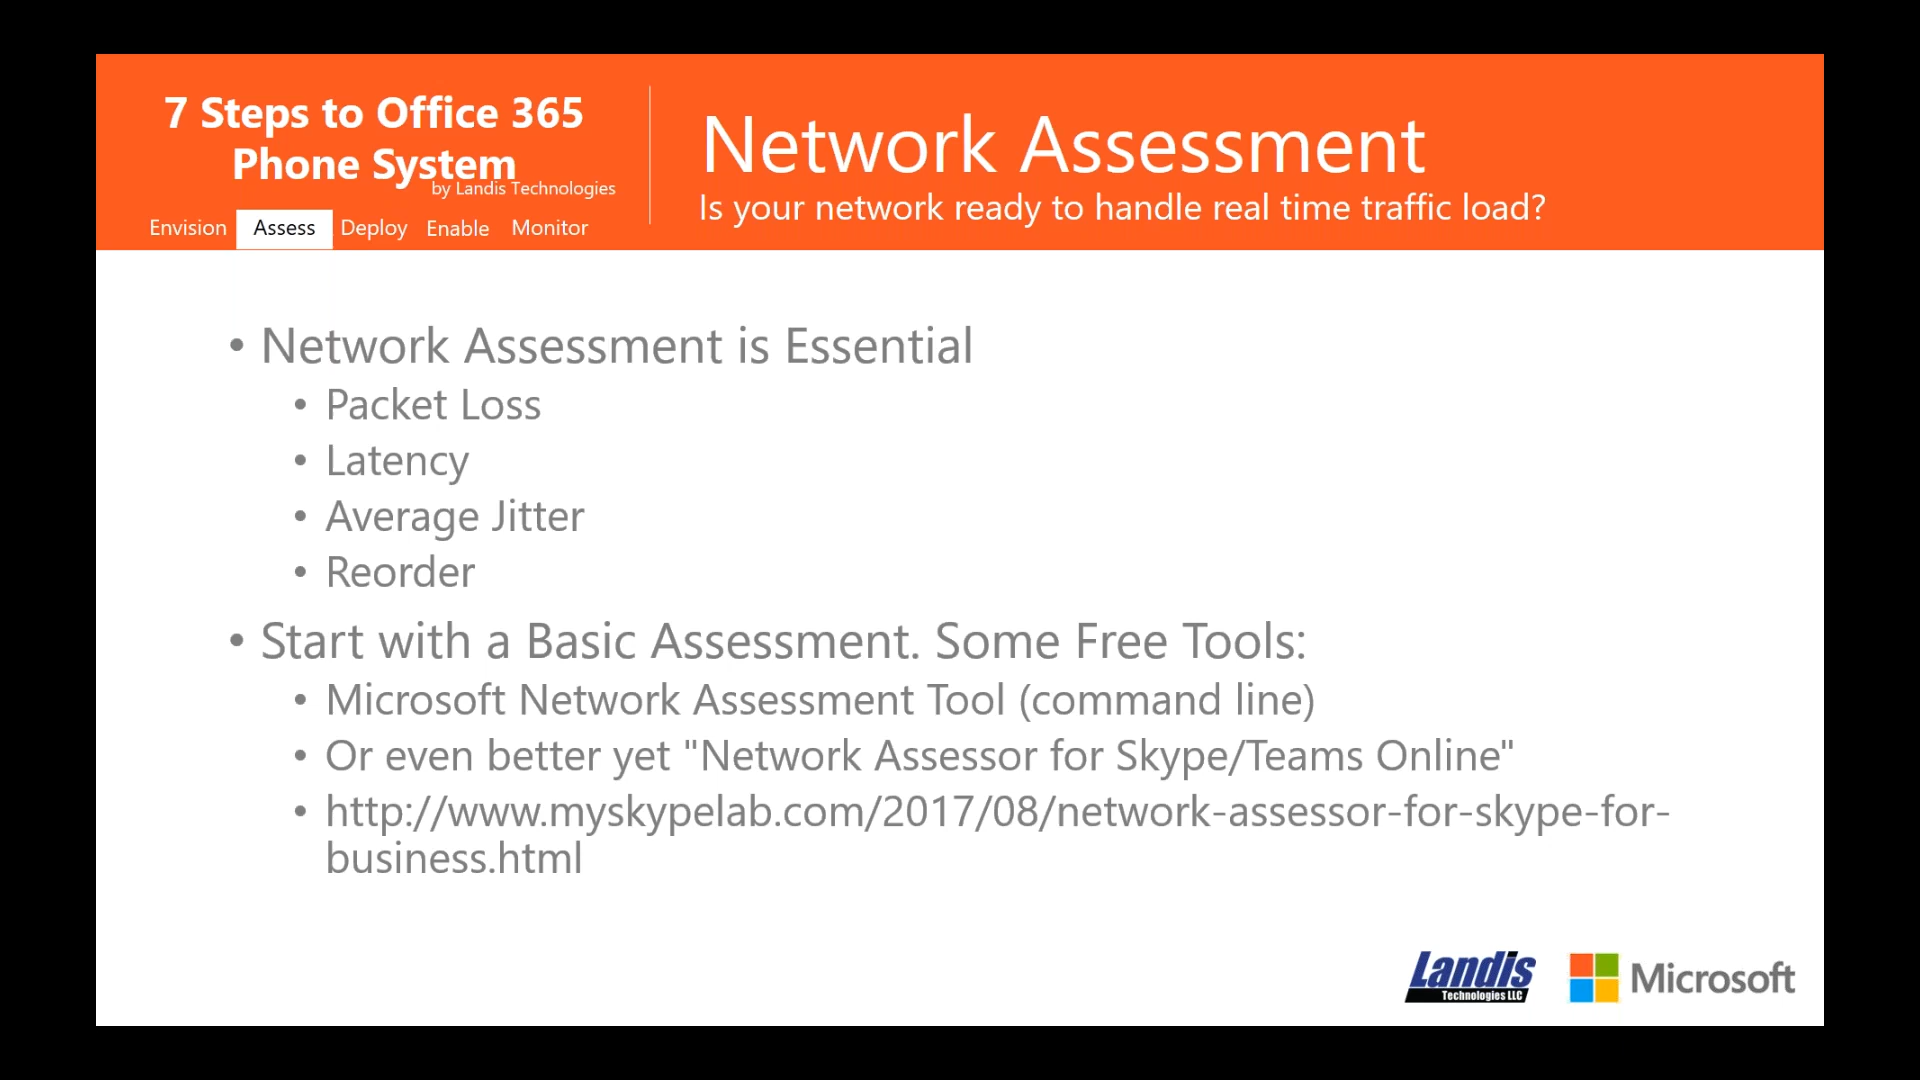 7 Steps to Office 365
Phone System
by Landis Technologies
Envision Assess Deploy Enable Monitor
Network Assessment
Is your network ready to handle real time traffic load?
• Network Assessment is Essential
• Packet Loss
• Latency
• Average Jitter
• Reorder
• Start with a Basic Assessment. Some Free Tools:
• Microsoft Network Assessment Tool (command line)
• Or even better yet "Network Assessor for Skype/Teams Online"
• http://www.myskypelab.com/2017/08/network-assessor-for-skype-for-
business.html
Landis
Technologies LLC
Microsoft